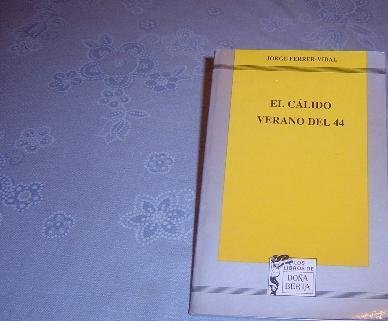 JORGE FERRER-VIDAL
EL CÁLIDO
VERANO DEL 44
LOS
LIBROS DE
DOÑA
BERTA